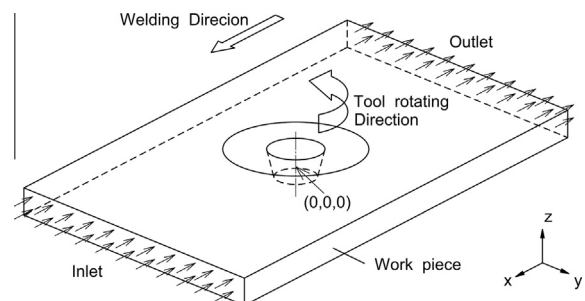 Welding Direcion
Outlet
Tool rotating
Direction
(0,0,0)
Inlet
Work piece
z
x
y